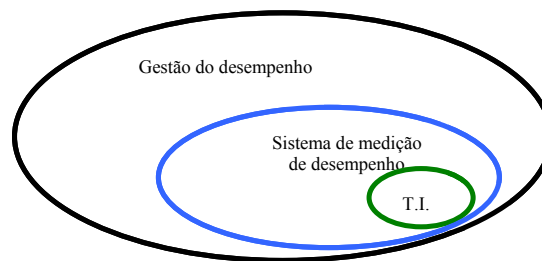 Gestão do desempenho
Sistema de medição
de desempenho
T.I.